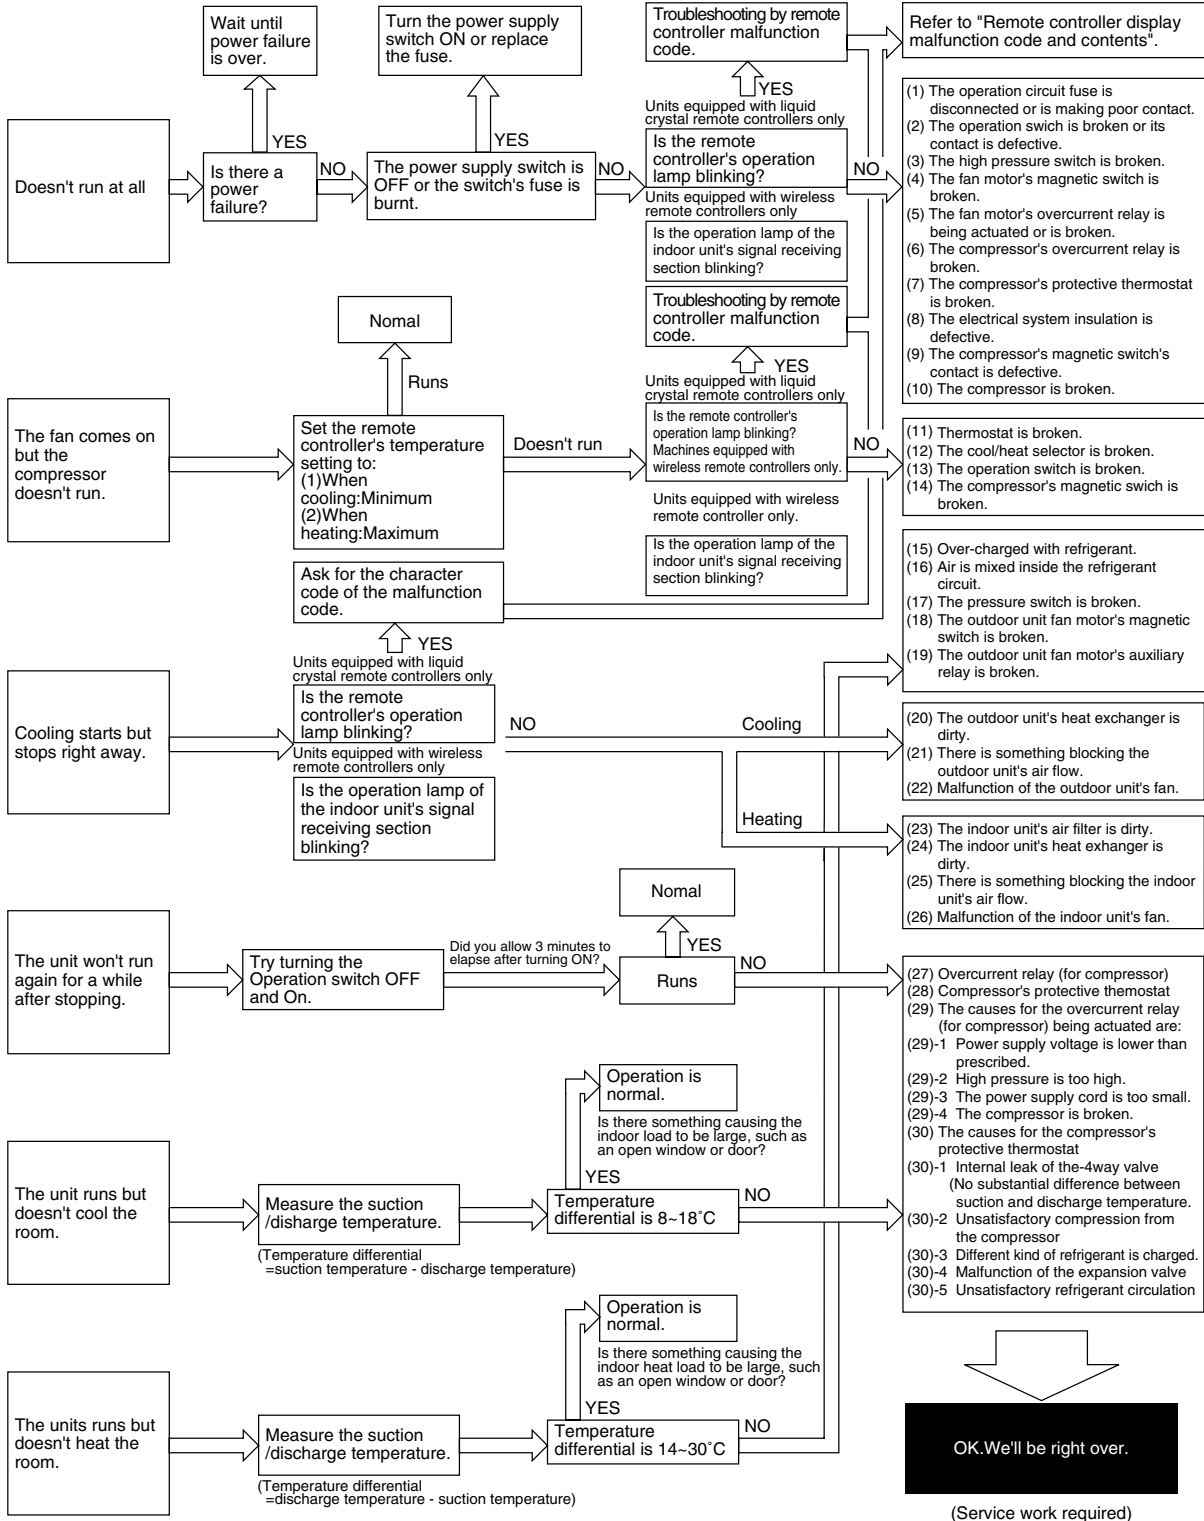 Wait until
power failure
is over.
Turn the power supply
switch ON or replace
the fuse.
Troubleshooting by remote
controller malfunction
code.
Refer to "Remote controller display
malfunction code and contents".
YES
YES
YES
Units equipped with liquid
crystal remote controllers only
Doesn't run at all
Is there a
power
failure?
NO
The power supply switch is
OFF or the switch's fuse is
burnt.
NO
Is the remote
controller's operation
lamp blinking?
NO
Units equipped with wireless
remote controllers only
Is the operation lamp of the
indoor unit's signal receiving
section blinking?
(1) The operation circuit fuse is
disconnected or is making poor contact.
(2) The operation swich is broken or its
contact is defective.
(3) The high pressure switch is broken.
(4) The fan motor's magnetic switch is
broken.
(5) The fan motor's overcurrent relay is
being actuated or is broken.
(6) The compressor's overcurrent relay is
broken.
(7) The compressor's protective thermostat
is broken.
(8) The electrical system insulation is
defective.
(9) The compressor's magnetic switch's
contact is defective.
(10) The compressor is broken.
Nomal
Runs
Troubleshooting by remote
controller malfunction
code.
YES
Units equipped with liquid
crystal remote controllers only
The fan comes on
but the
compressor
doesn't run.
Set the remote
controller's temperature
setting to:
(1)When
cooling:Minimum
(2)When
heating:Maximum
Doesn't run
Is the remote controller's
operation lamp blinking?
Machines equipped with
wireless remote controllers only.
NO
Units equipped with wireless
remote controller only.
Is the operation lamp of the
indoor unit's signal receiving
section blinking?
(11) Thermostat is broken.
(12) The cool/heat selector is broken.
(13) The operation switch is broken.
(14) The compressor's magnetic swich is
broken.
Ask for the character
code of the malfunction
code.
YES
Units equipped with liquid
crystal remote controllers only
Cooling starts but
stops right away.
Is the remote
controller's operation
lamp blinking?
Units equipped with wireless
remote controllers only
Is the operation lamp of
the indoor unit's signal
receiving section
blinking?
NO
Cooling
Heating
(15) Over-charged with refrigerant.
(16) Air is mixed inside the refrigerant
circuit.
(17) The pressure switch is broken.
(18) The outdoor unit fan motor's magnetic
switch is broken.
(19) The outdoor unit fan motor's auxiliary
relay is broken.
(20) The outdoor unit's heat exchanger is
dirty.
(21) There is something blocking the
outdoor unit's air flow.
(22) Malfunction of the outdoor unit's fan.
(23) The indoor unit's air filter is dirty.
(24) The indoor unit's heat exhanger is
dirty.
(25) There is something blocking the indoor
unit's air flow.
(26) Malfunction of the indoor unit's fan.
Nomal
YES
The unit won't run
again for a while
after stopping.
Try turning the
Operation switch OFF
and On.
Did you allow 3 minutes to
elapse after turning ON?
Runs
NO
(27) Overcurrent relay (for compressor)
(28) Compressor's protective themostat
(29) The causes for the overcurrent relay
(for compressor) being actuated are:
(29)-1 Power supply voltage is lower than
prescribed.
(29)-2 High pressure is too high.
(29)-3 The power supply cord is too small.
(29)-4 The compressor is broken.
(30) The causes for the compressor's
protective thermostat
(30)-1 Internal leak of the-4way valve
(No substantial difference between
suction and discharge temperature.
(30)-2 Unsatisfactory compression from
the compressor
(30)-3 Different kind of refrigerant is charged.
(30)-4 Malfunction of the expansion valve
(30)-5 Unsatisfactory refrigerant circulation
Operation is
normal.
Is there something causing the
indoor load to be large, such as
an open window or door?
YES
The unit runs but
doesn't cool the
room.
Measure the suction
/disharge temperature.
(Temperature differential
=suction temperature - discharge temperature)
Temperature
differential is 8~18˚C
NO
Operation is
normal.
Is there something causing the
indoor heat load to be large, such
as an open window or door?
YES
The units runs but
doesn't heat the
room.
Measure the suction
/discharge temperature.
(Temperature differential
=discharge temperature - suction temperature)
Temperature
differential is 14~30˚C
NO
OK.We'll be right over.
(Service work required)